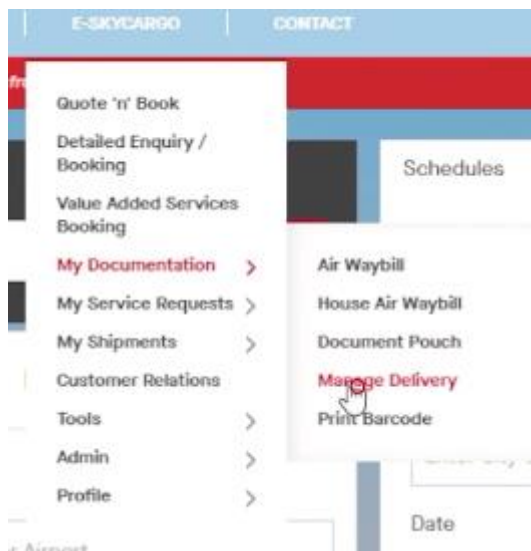 E-SKYCARGO
CONTACT
Quote 'n' Book
Detailed Enquiry /
Booking
Value Added Services
Booking
My Documentation
My Service Requests
My Shipments
Customer Relations
Tools
Admin
Profile
Schedules
Air Waybill
House Air Waybill
Document Pouch
Manage Delivery
Print Barcode
Date